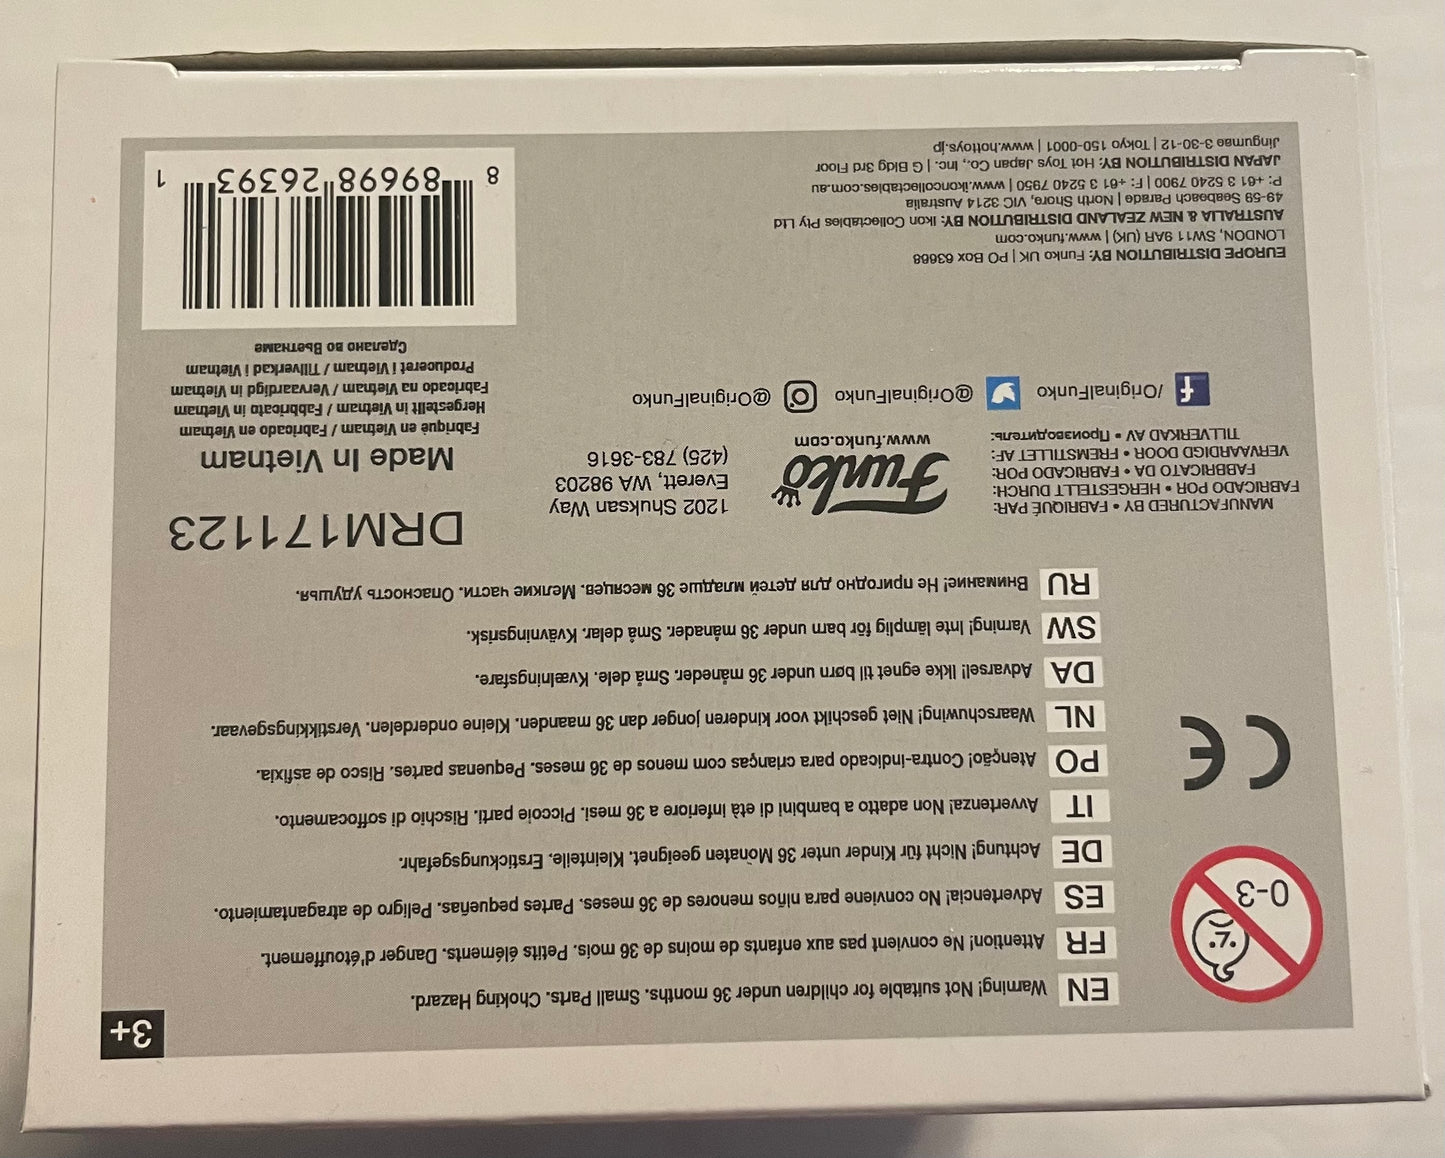 3+
EN Warning! Not suitable for children under 36 months. Small Parts. Choking Hazard.
FR Attention! Ne convient pas aux enfants de moins de 36 mois. Petits éléments. Danger d'étouffement.
ES Advertencia! No conviene para niños menores de 36 meses. Partes pequeñas. Peligro de atragantamiento.
DE Achtung! Nicht für Kinder unter 36 Monaten geeignet. Kleinteile. Erstickungsgefahr.
IT Avvertenza! Non adatto a bambini di età inferiore a 36 mesi. Piccole parti. Rischio di soffocamento.
PO Atenção! Contra-indicado para crianças com menos de 36 meses. Pequenas partes. Risco de asfixia.
NL Waarschuwing! Niet geschikt voor kinderen jonger dan 36 maanden. Kleine onderdelen. Verstikkingsgevaar.
DA Advarsel! Ikke egnet til børn under 36 måneder. Små dele. Kvælningsfare.
SW Varning! Inte lämplig för barn under 36 månader. Små delar. Kvävningsrisk.
RU Внимание! Не пригодно для детей младше 36 месяцев. Мелкие части. Опасность удушья.
0-3
CE
MANUFACTURED BY • FABRIQUÉ PAR:
FABRICADO POR • HERGESTELLT DURCH:
FABBRICATO DA • FABRICADO POR:
VERVAARDIGD DOOR • FREMSTILLET AF:
TILLVERKAD AV • Производитель:
Funko
www.funko.com
1202 Shuksan Way
Everett, WA 98203
(425) 783-3616
/OriginalFunko
@OriginalFunko
@OriginalFunko
DRM171123
Made In Vietnam
Fabriqué en Vietnam / Fabricado en Vietnam
Hergestellt in Vietnam / Fabbricato in Vietnam
Fabricado na Vietnam / Vervaardigd in Vietnam
Produceret i Vietnam / Tillverkad i Vietnam
Сделано во Вьетнаме
EUROPE DISTRIBUTION BY: Funko UK | PO Box 63668
LONDON, SW11 9AR (UK) | www.funko.com
AUSTRALIA & NEW ZEALAND DISTRIBUTION BY: Ikon Collectables Pty Ltd
49-59 Seabeach Parade | North Shore, VIC 3214 Australia
P: +61 3 5240 7900 | F: +61 3 5240 7950 | www.ikoncollectables.com.au
JAPAN DISTRIBUTION BY: Hot Toys Japan Co., Inc. | G Bldg 3rd Floor
Jingumae 3-30-12 | Tokyo 150-0001 | www.hottoys.jp
8 89698 26393 1